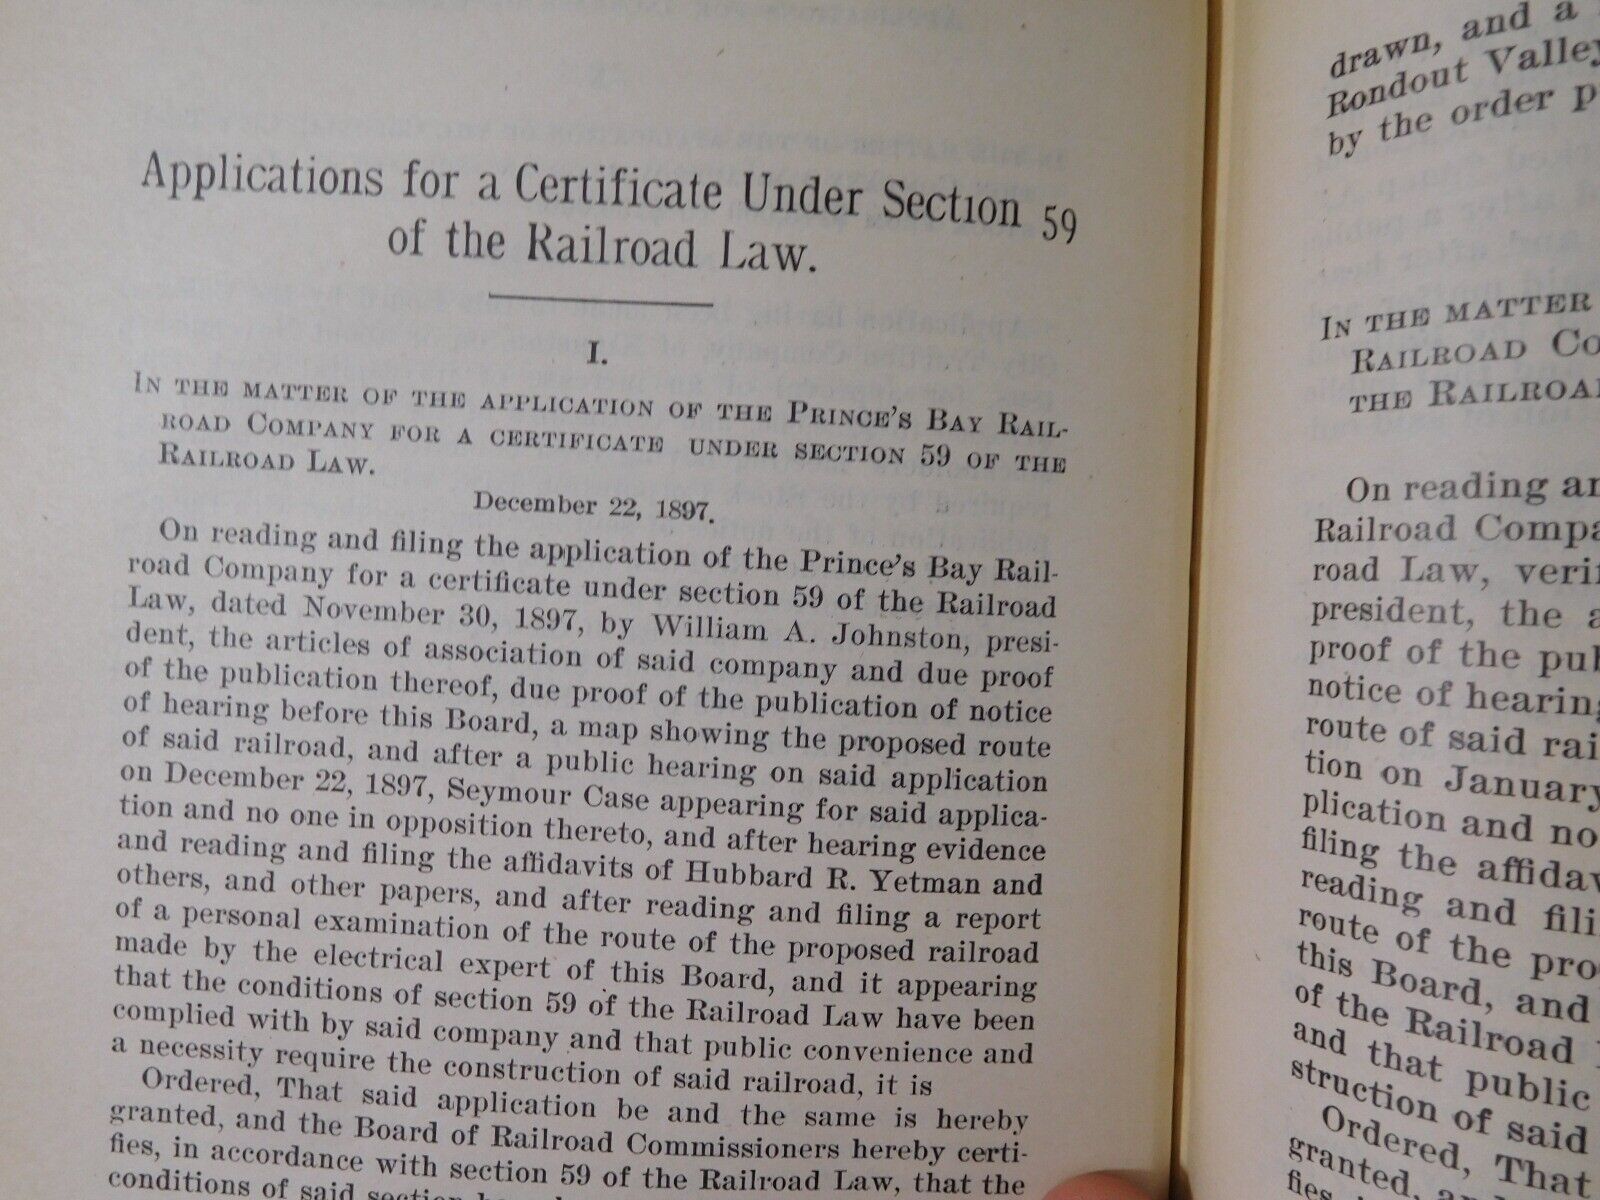 Applications for a Certificate Under Section 59
of the Railroad Law.
I.
In the matter of the application of the Prince's Bay Rail-
road Company for a certificate under section 59 of the
Railroad Law.
December 22, 1897.
On reading and filing the application of the Prince's Bay Rail-
road Company for a certificate under section 59 of the Railroad
Law, dated November 30, 1897, by William A. Johnston, presi-
dent, the articles of association of said company and due proof
of the publication thereof, due proof of the publication of notice
of hearing before this Board, a map showing the proposed route
of said railroad, and after a public hearing on said application
on December 22, 1897, Seymour Case appearing for said applica-
tion and no one in opposition thereto, and after hearing evidence
and reading and filing the affidavits of Hubbard R. Yetman and
others, and other papers, and after reading and filing a report
of a personal examination of the route of the proposed railroad
made by the electrical expert of this Board, and it appearing
that the conditions of section 59 of the Railroad Law have been
complied with by said company and that public convenience and
a necessity require the construction of said railroad, it is
Ordered, That said application be and the same is hereby
granted, and the Board of Railroad Commissioners hereby certi-
fies, in accordance with section 59 of the Railroad Law, that the
conditions of said section
drawn, and a
Rondout Valley
by the order p
In the matter
Railroad Co
the Railroa
On reading an
Railroad Compa
road Law, veri
president, the a
proof of the pub
notice of hearing
route of said rai
tion on January
plication and no
filing the affidav
reading and fili
route of the pro
this Board, and
of the Railroad
and that public
struction of said
Ordered, That
granted,
fies